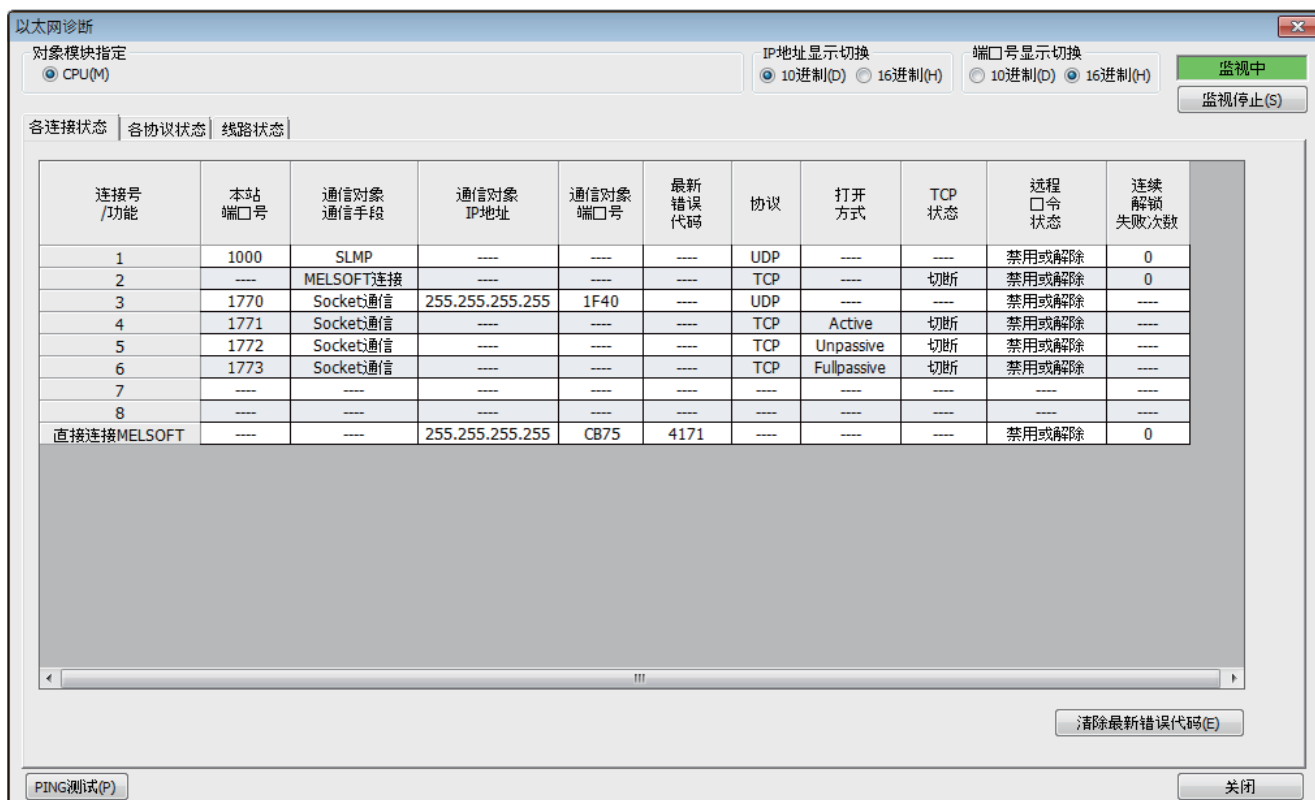 以太网诊断
对象模块指定
CPU(M)
IP地址显示切换
10进制(D) 16进制(H)
端口号显示切换
10进制(D) 16进制(H)
监视中
监视停止(S)
各连接状态 各协议状态 线路状态
连接号/功能 本站端口号 通信对象通信手段 通信对象IP地址 通信对象端口号 最新错误代码 协议 打开方式 TCP状态 远程口令状态 连续解锁失败次数
1 1000 SLMP ---- ---- ---- UDP ---- ---- 禁用或解除 0
2 ---- MELSOFT连接 ---- ---- ---- TCP ---- 切断 禁用或解除 0
3 1770 Socket通信 255.255.255.255 1F40 ---- UDP ---- ---- 禁用或解除 ----
4 1771 Socket通信 ---- ---- ---- TCP Active 切断 禁用或解除 ----
5 1772 Socket通信 ---- ---- ---- TCP Unpassive 切断 禁用或解除 ----
6 1773 Socket通信 ---- ---- ---- TCP Fullpassive 切断 禁用或解除 ----
7 ---- ---- ---- ---- ---- ---- ---- ---- ---- ----
8 ---- ---- ---- ---- ---- ---- ---- ---- ---- ----
直接连接MELSOFT ---- ---- 255.255.255.255 CB75 4171 ---- ---- ---- 禁用或解除 0
清除最新错误代码(E)
PING测试(P)
关闭